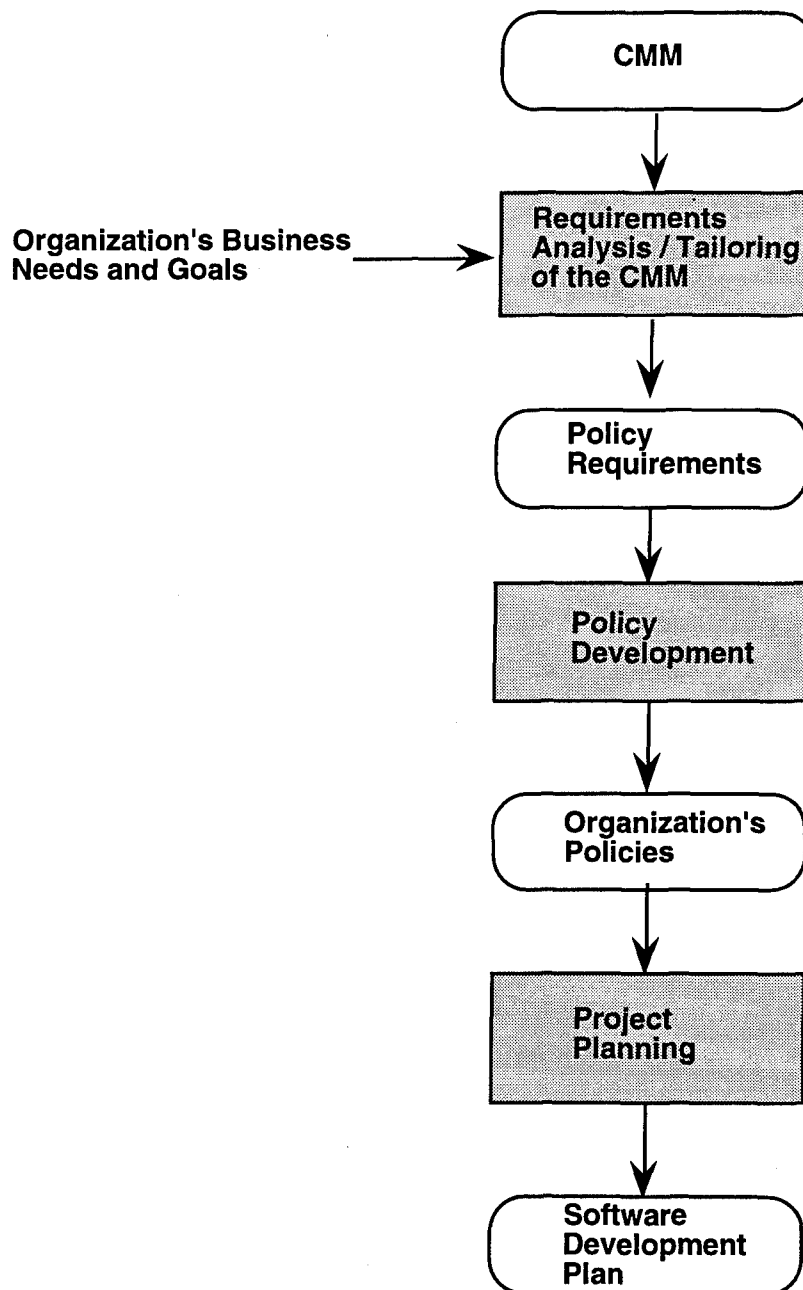 CMM
Requirements
Analysis / Tailoring
of the CMM
Organization's Business
Needs and Goals
Policy
Requirements
Policy
Development
Organization's
Policies
Project
Planning
Software
Development
Plan